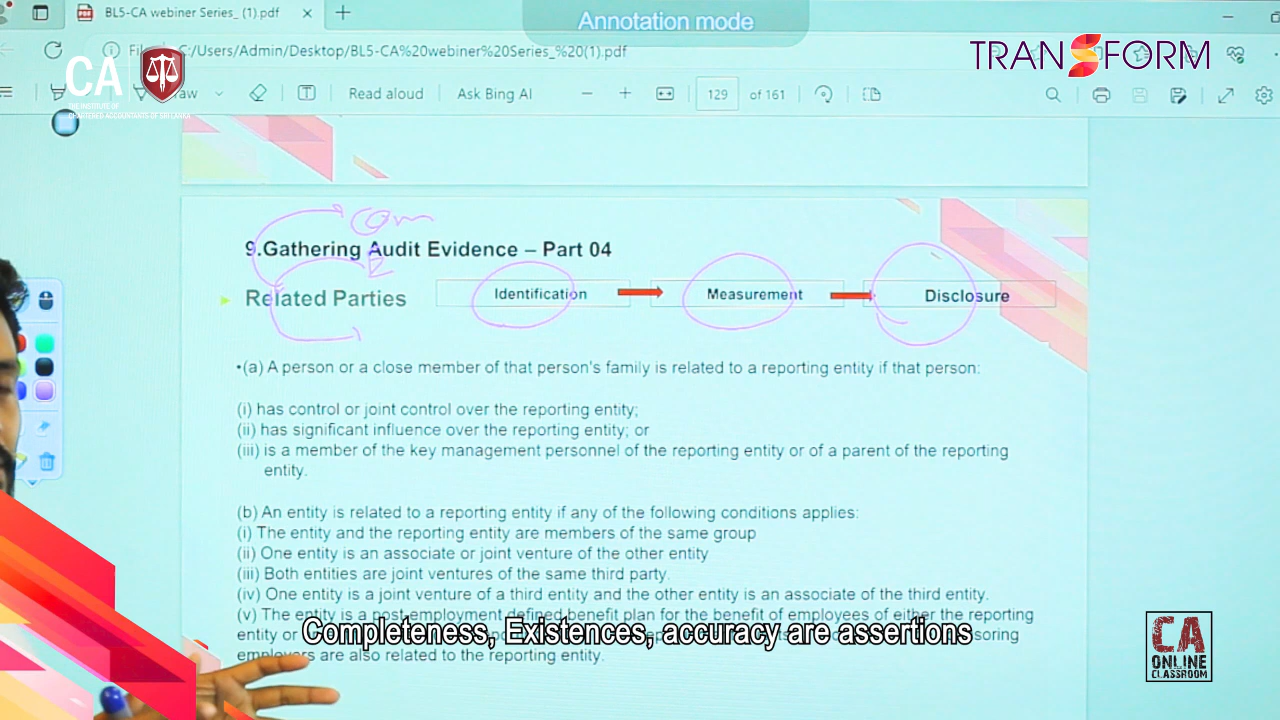 BL5-CA webiner Series_ (1).pdf
Annotation mode
C:/Users/Admin/Desktop/BL5-CA%20webiner%20Series_%20(1).pdf
TRANSFORM
CA
THE INSTITUTE OF
CHARTERED ACCOUNTANTS OF SRI LANKA
Read aloud
Ask Bing AI
129 of 161
com
9.Gathering Audit Evidence – Part 04
E
Related Parties
Identification
Measurement
Disclosure
•(a) A person or a close member of that person's family is related to a reporting entity if that person:
(i) has control or joint control over the reporting entity;
(ii) has significant influence over the reporting entity; or
(iii) is a member of the key management personnel of the reporting entity or of a parent of the reporting
entity.
(b) An entity is related to a reporting entity if any of the following conditions applies:
(i) The entity and the reporting entity are members of the same group
(ii) One entity is an associate or joint venture of the other entity
(iii) Both entities are joint ventures of the same third party.
(iv) One entity is a joint venture of a third entity and the other entity is an associate of the third entity.
(v) The entity is a post-employment defined benefit plan for the benefit of employees of either the reporting
entity or
Completeness, Existences, accuracy are assertions
employers are also related to the reporting entity.
CA
ONLINE
CLASSROOM